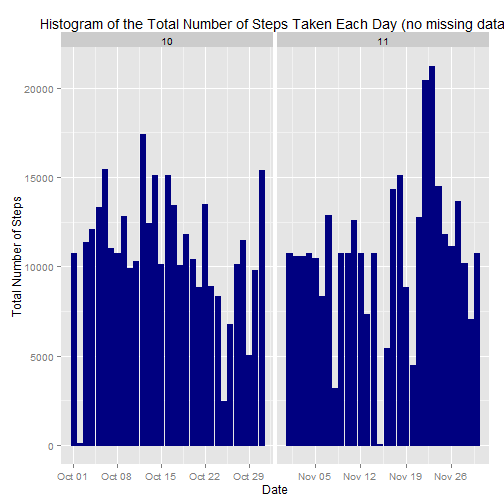 Histogram of the Total Number of Steps Taken Each Day (no missing data
10 11
20000
15000
10000
5000
0
Total Number of Steps
Oct 01 Oct 08 Oct 15 Oct 22 Oct 29 Nov 05 Nov 12 Nov 19 Nov 26
Date